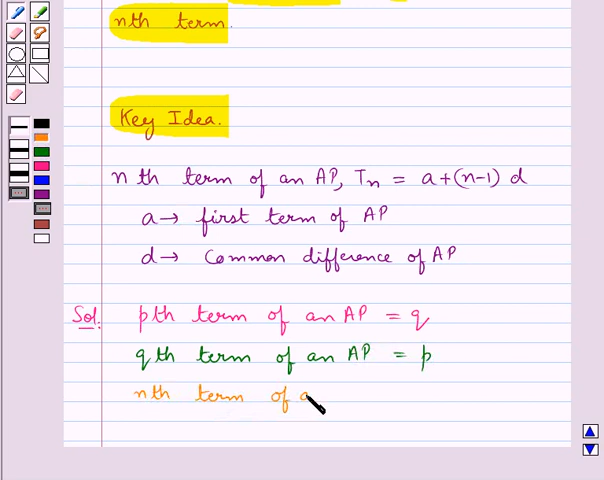 nth term.
Key Idea.
nth term of an AP, Tn = a+(n-1) d
a→ first term of AP
d→ Common difference of AP
Sol. pth term of an AP = q
qth term of an AP = p
nth term of a